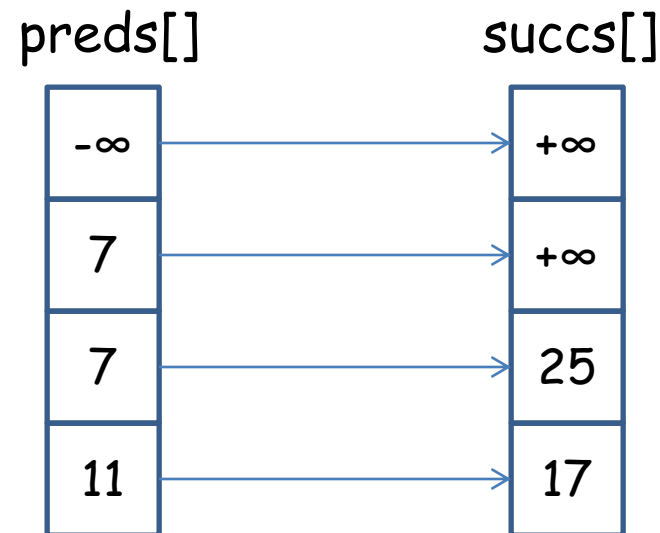 preds[] succs[]
-∞ +∞
7 +∞
7 25
11 17